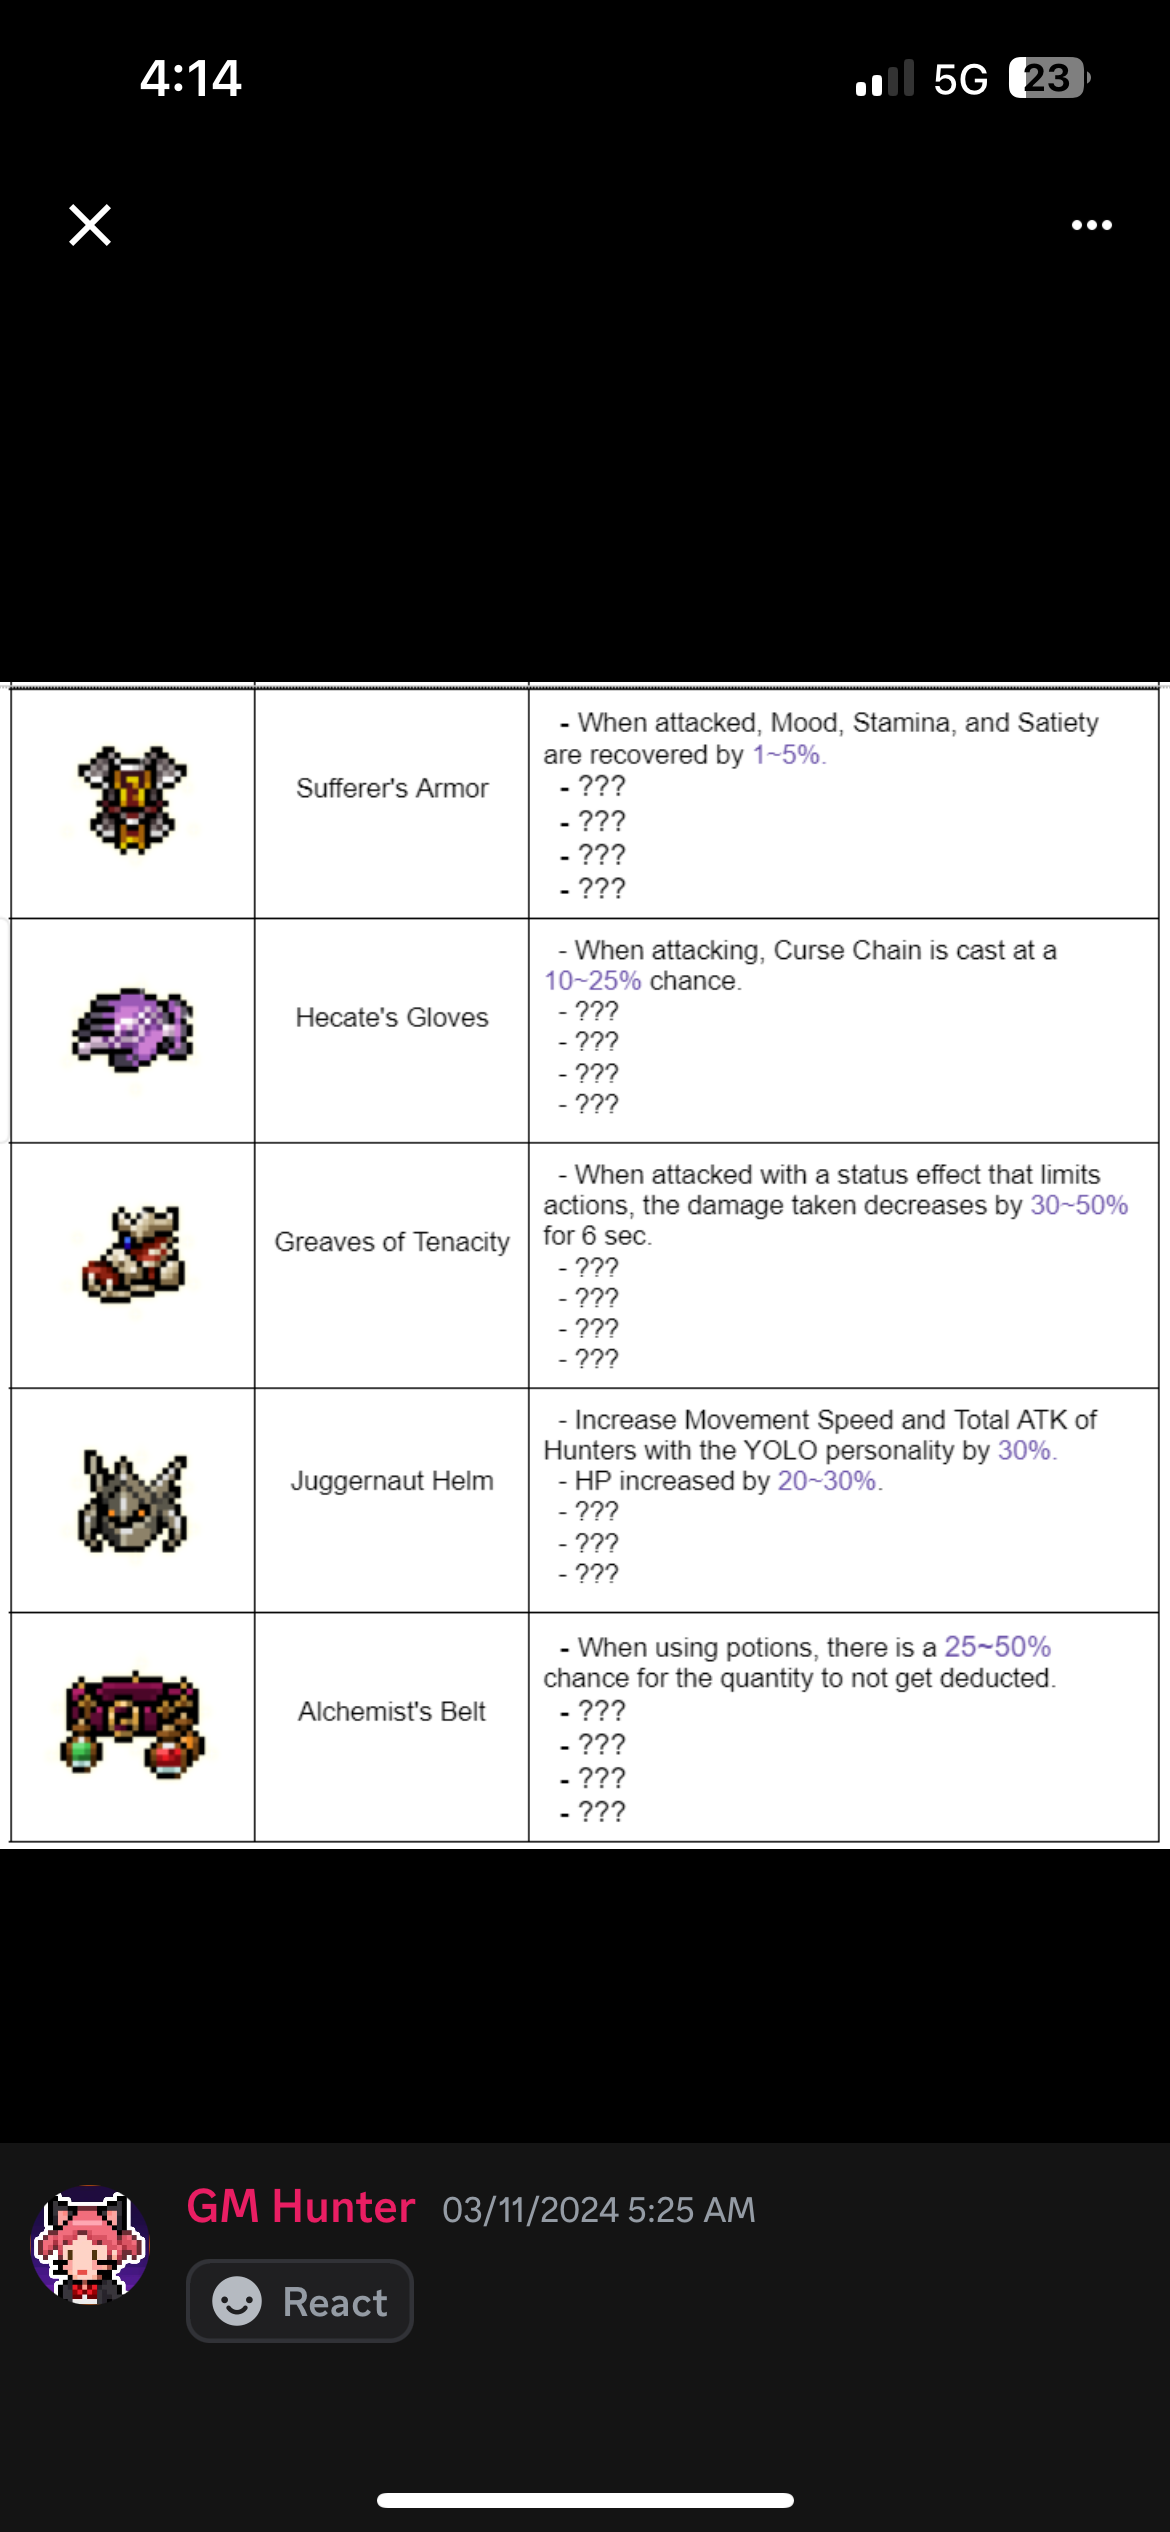 4:14
5G
23
- When attacked, Mood, Stamina, and Satiety
are recovered by 1~5%.
Sufferer's Armor
- ???
- ???
- ???
- ???
- When attacking, Curse Chain is cast at a
10~25% chance.
Hecate's Gloves
- ???
- ???
- ???
- ???
- When attacked with a status effect that limits
actions, the damage taken decreases by 30~50%
for 6 sec.
Greaves of Tenacity
- ???
- ???
- ???
- ???
- Increase Movement Speed and Total ATK of
Hunters with the YOLO personality by 30%.
- HP increased by 20~30%.
Juggernaut Helm
- ???
- ???
- ???
- When using potions, there is a 25~50%
chance for the quantity to not get deducted.
Alchemist's Belt
- ???
- ???
- ???
- ???
GM Hunter 03/11/2024 5:25 AM
React